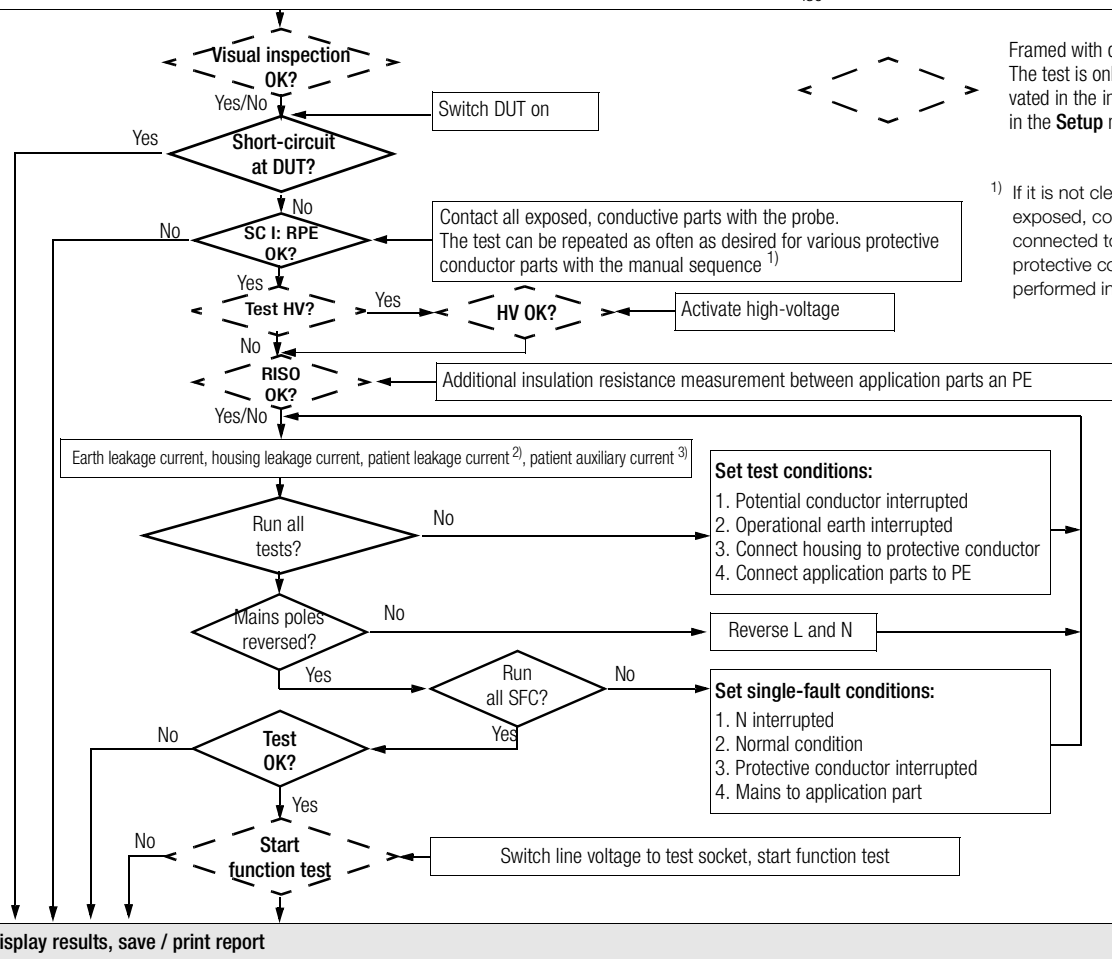 Visual inspection
OK?
Yes/No
Switch DUT on
Yes
Short-circuit
at DUT?
No
No
SC I: RPE
OK?
Contact all exposed, conductive parts with the probe.
The test can be repeated as often as desired for various protective
conductor parts with the manual sequence 1)
Yes
Test HV?
Yes
HV OK?
Activate high-voltage
No
RISO
OK?
Additional insulation resistance measurement between application parts an PE
Yes/No
Earth leakage current, housing leakage current, patient leakage current 2), patient auxiliary current 3)
Run all
tests?
No
Set test conditions:
1. Potential conductor interrupted
2. Operational earth interrupted
3. Connect housing to protective conductor
4. Connect application parts to PE
Mains poles
reversed?
No
Reverse L and N
Yes
Run
all SFC?
No
Set single-fault conditions:
1. N interrupted
2. Normal condition
3. Protective conductor interrupted
4. Mains to application part
Yes
No
Test
OK?
Yes
No
Start
function test
Switch line voltage to test socket, start function test
isplay results, save / print report
Framed with
The test is
vated in the
in the Setup
1) If it is not
exposed,
connected
protective
performed